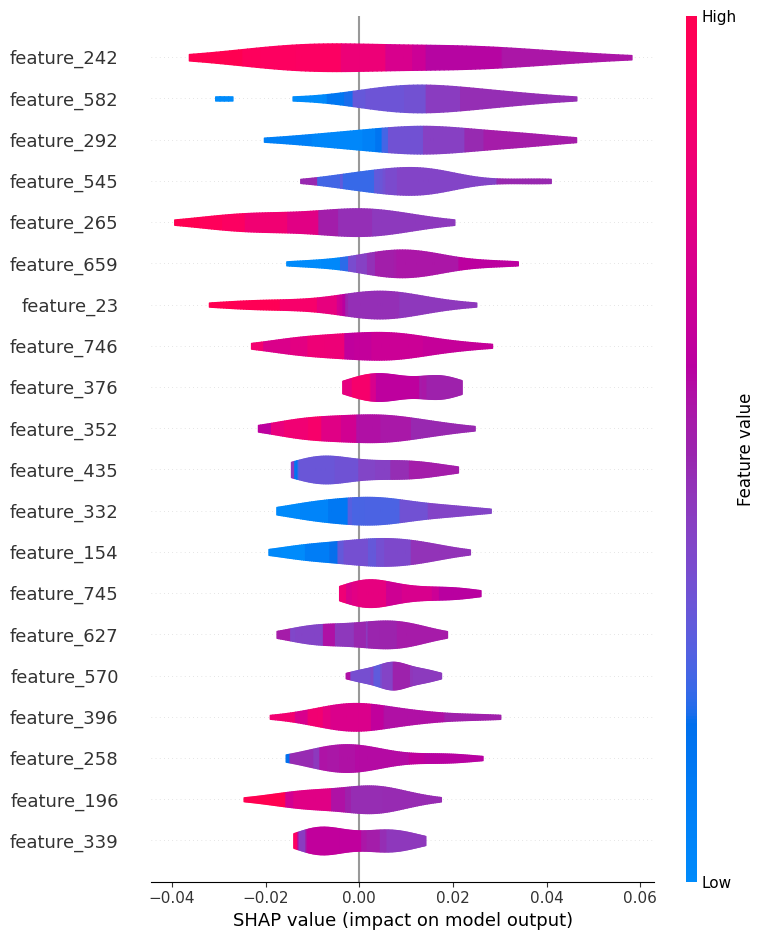 High
feature_242
feature_582
feature_292
feature_545
feature_265
feature_659
feature_23
feature_746
feature_376
feature_352
feature_435
feature_332
feature_154
feature_745
feature_627
feature_570
feature_396
feature_258
feature_196
feature_339
Feature value
Low
−0.04 −0.02 0.00 0.02 0.04 0.06
SHAP value (impact on model output)